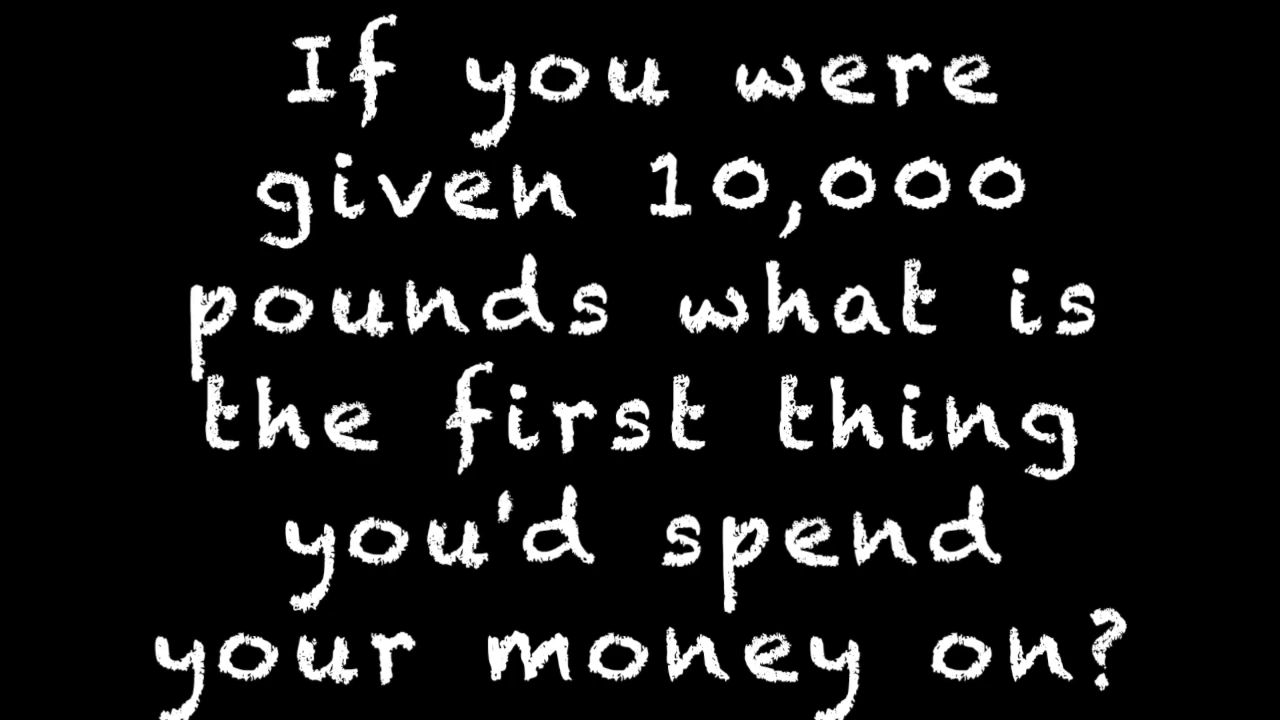 If you were
given 10,000
pounds what is
the first thing
you'd spend
your money on?